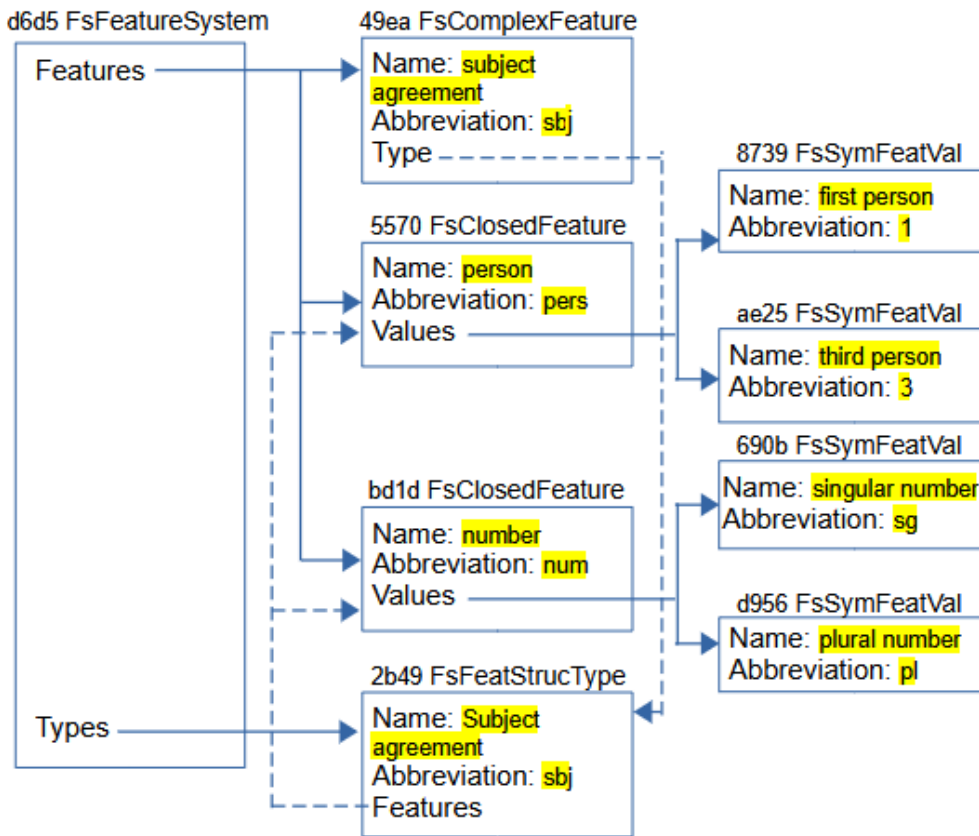 d6d5 FsFeatureSystem
Features
Types
49ea FsComplexFeature
Name: subject
agreement
Abbreviation: sbj
Type
5570 FsClosedFeature
Name: person
Abbreviation: pers
Values
bd1d FsClosedFeature
Name: number
Abbreviation: num
Values
2b49 FsFeatStrucType
Name: Subject
agreement
Abbreviation: sbj
Features
8739 FsSymFeatVal
Name: first person
Abbreviation: 1
ae25 FsSymFeatVal
Name: third person
Abbreviation: 3
690b FsSymFeatVal
Name: singular number
Abbreviation: sg
d956 FsSymFeatVal
Name: plural number
Abbreviation: pl